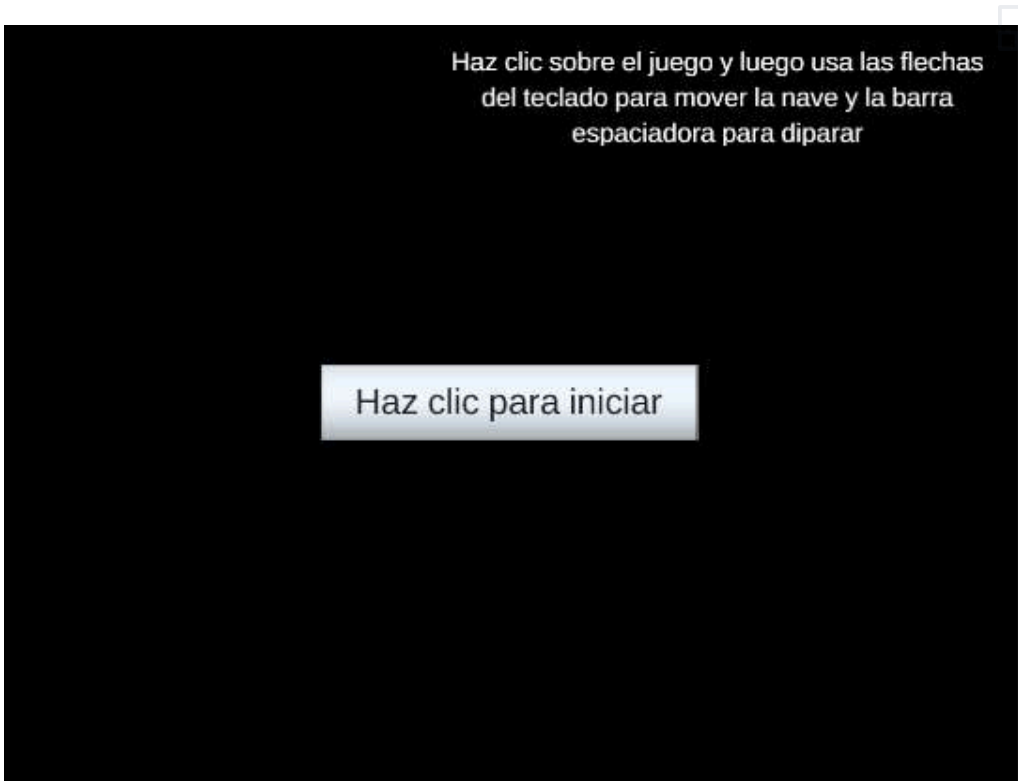 Haz clic sobre el juego y luego usa las flechas
del teclado para mover la nave y la barra
espaciadora para diparar
Haz clic para iniciar